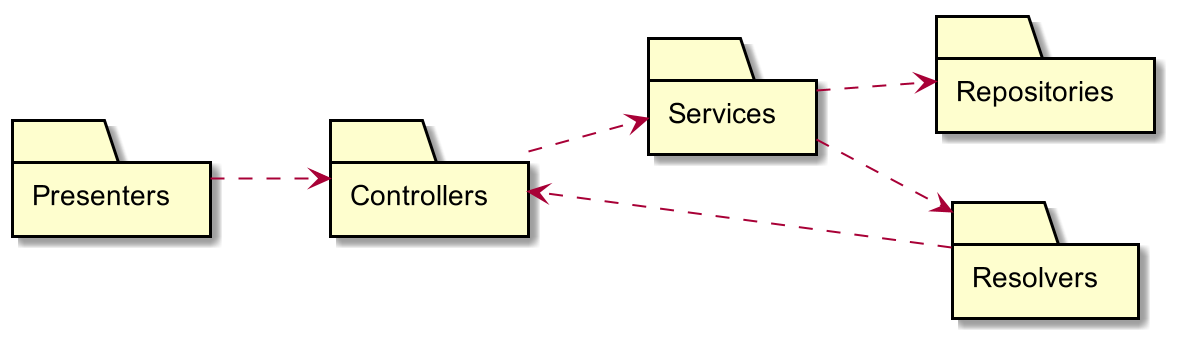 Presenters
Controllers
Services
Repositories
Resolvers